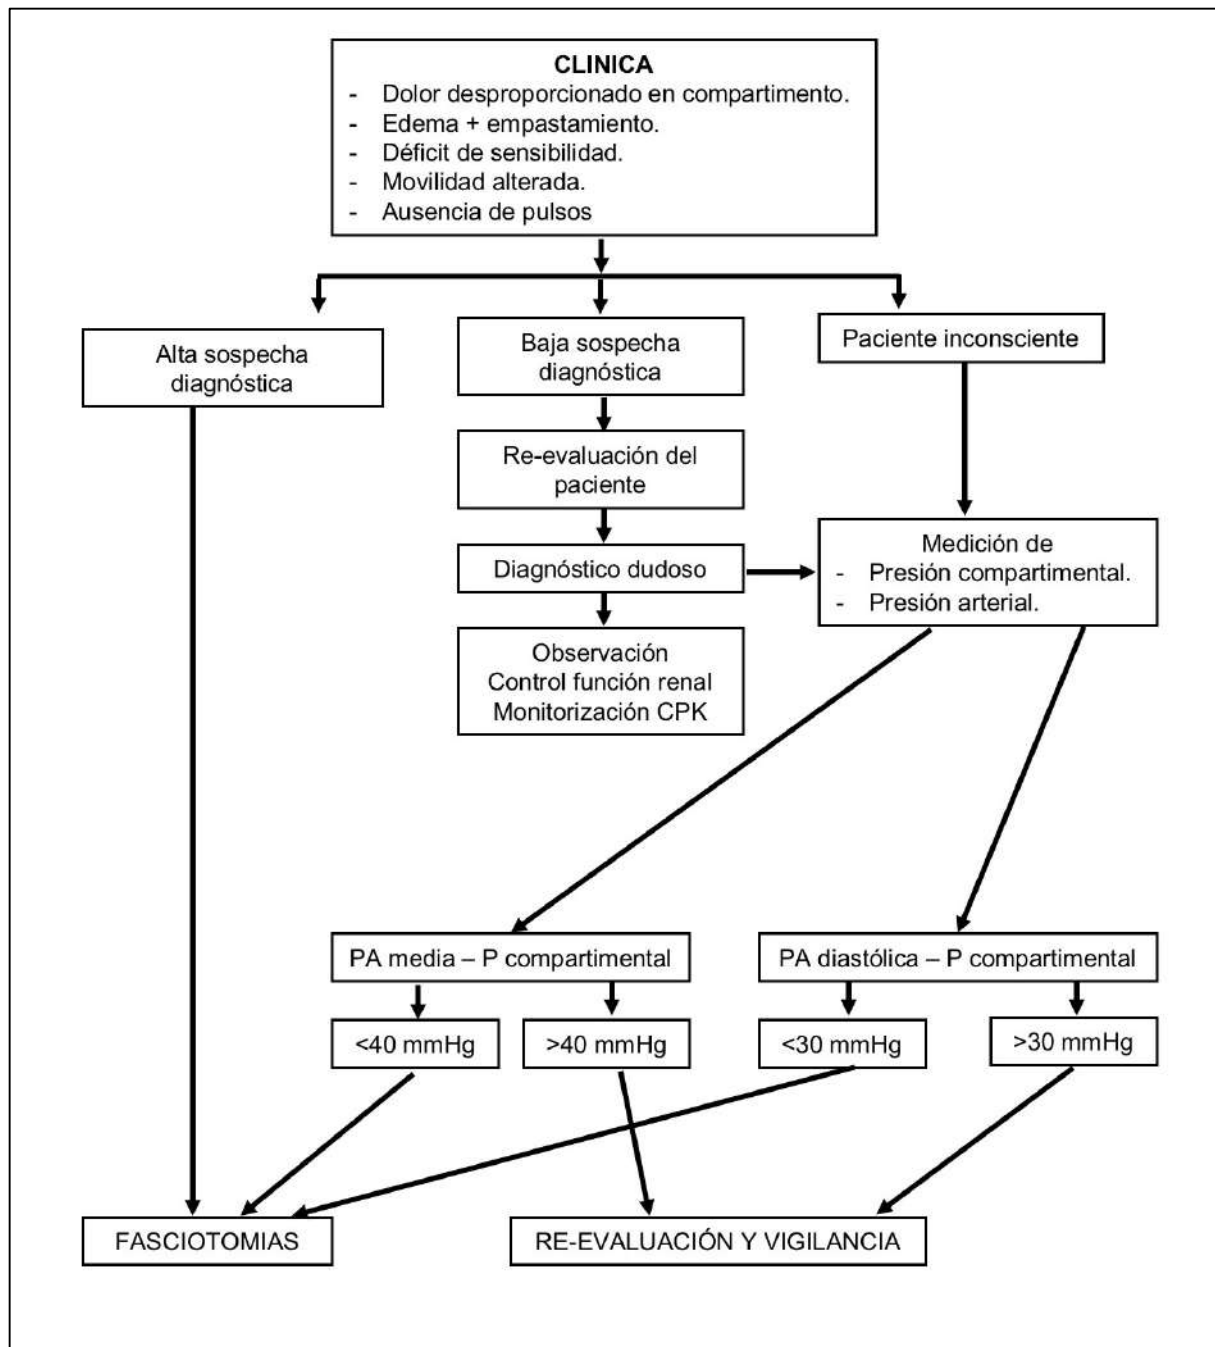 CLINICA
- Dolor desproporcionado en compartimento.
- Edema + empastamiento.
- Déficit de sensibilidad.
- Movilidad alterada.
- Ausencia de pulsos
Alta sospecha
diagnóstica
Baja sospecha
diagnóstica
Paciente inconsciente
Re-evaluación del
paciente
Diagnóstico dudoso
Medición de
- Presión compartimental.
- Presión arterial.
Observación
Control función renal
Monitorización CPK
PA media – P compartimental
PA diastólica – P compartimental
<40 mmHg
>40 mmHg
<30 mmHg
>30 mmHg
FASCIOTOMIAS
RE-EVALUACIÓN Y VIGILANCIA